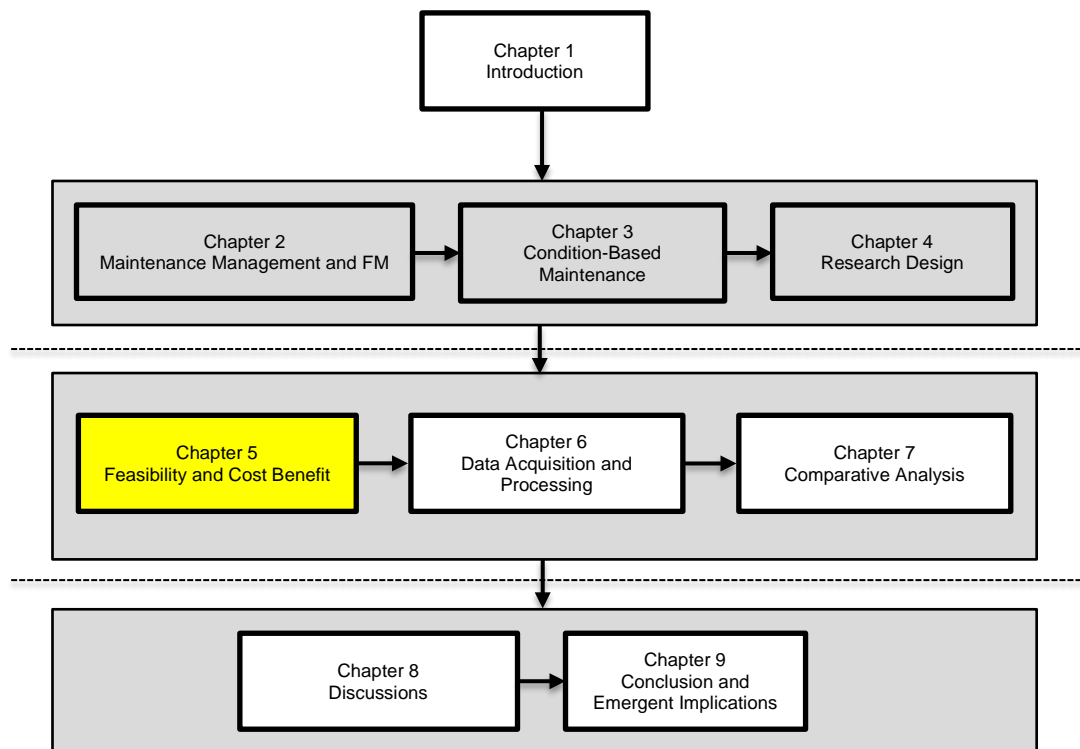 Chapter 1
Introduction
Chapter 2
Maintenance Management and FM
Chapter 3
Condition-Based
Maintenance
Chapter 4
Research Design
Chapter 5
Feasibility and Cost Benefit
Chapter 6
Data Acquisition and
Processing
Chapter 7
Comparative Analysis
Chapter 8
Discussions
Chapter 9
Conclusion and
Emergent Implications